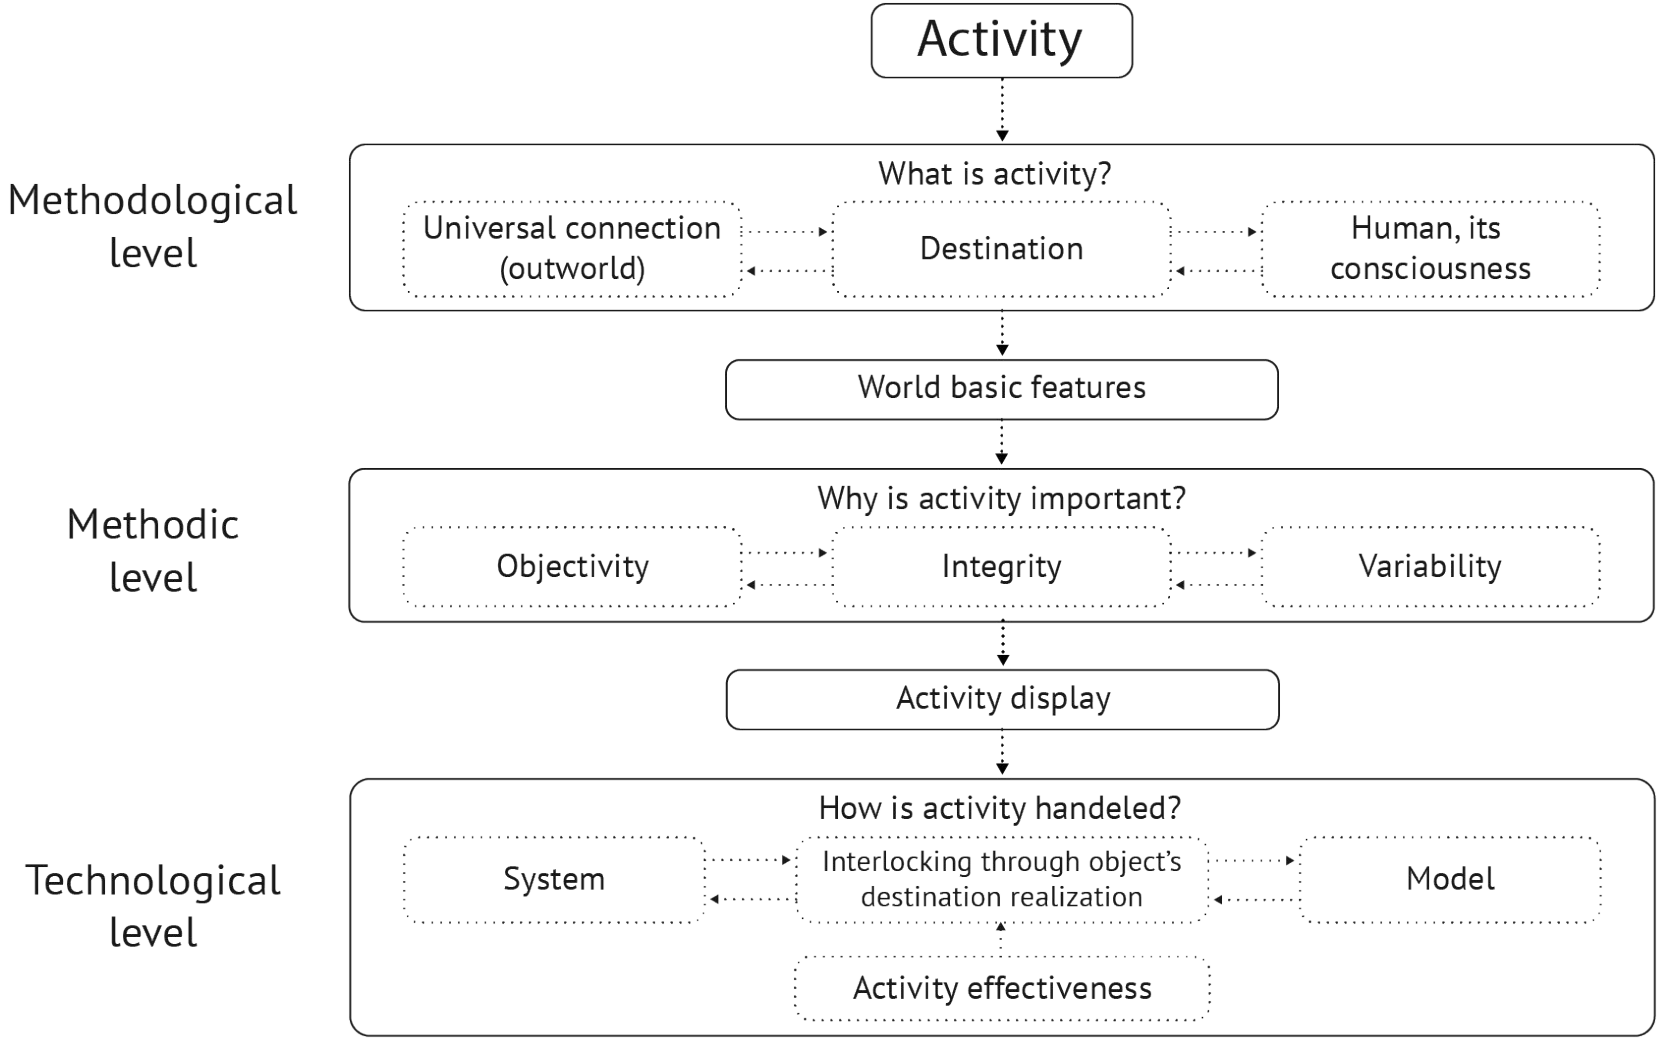 Activity
Methodological
level
What is activity?
Universal connection
(outworld)
Destination
Human, its
consciousness
World basic features
Methodic
level
Why is activity important?
Objectivity
Integrity
Variability
Activity display
Technological
level
How is activity handeled?
System
Interlocking through object's
destination realization
Model
Activity effectiveness